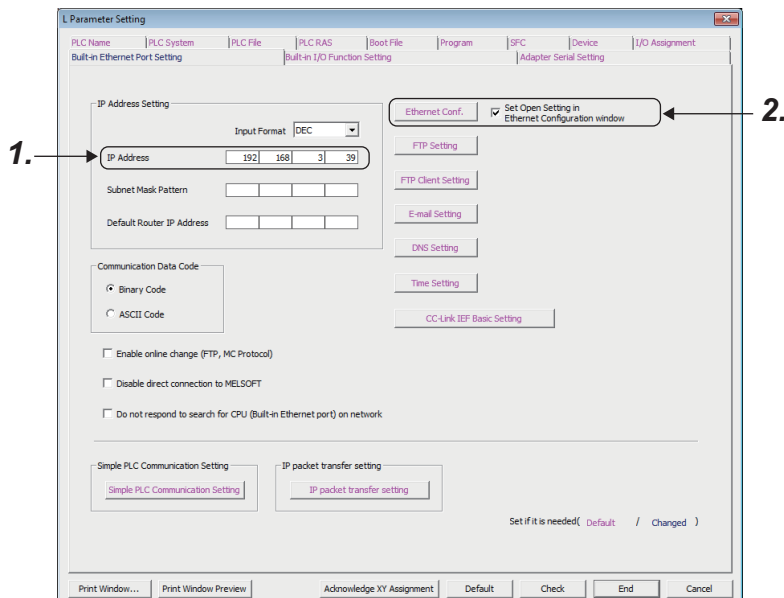 L Parameter Setting
PLC Name PLC System PLC File PLC RAS Boot File Program SFC Device I/O Assignment
Built-in Ethernet Port Setting Built-in I/O Function Setting Adapter Serial Setting
IP Address Setting
Input Format DEC
1. IP Address 192 168 3 39
Subnet Mask Pattern
Default Router IP Address
Ethernet Conf. Set Open Setting in
Ethernet Configuration window
2.
FTP Setting
FTP Client Setting
E-mail Setting
DNS Setting
Time Setting
CC-Link IEF Basic Setting
Communication Data Code
Binary Code
ASCII Code
Enable online change (FTP, MC Protocol)
Disable direct connection to MELSOFT
Do not respond to search for CPU (Built-in Ethernet port) on network
Simple PLC Communication Setting IP packet transfer setting
Simple PLC Communication Setting IP packet transfer setting
Set if it is needed( Default / Changed )
Print Window... Print Window Preview Acknowledge XY Assignment Default Check End Cancel